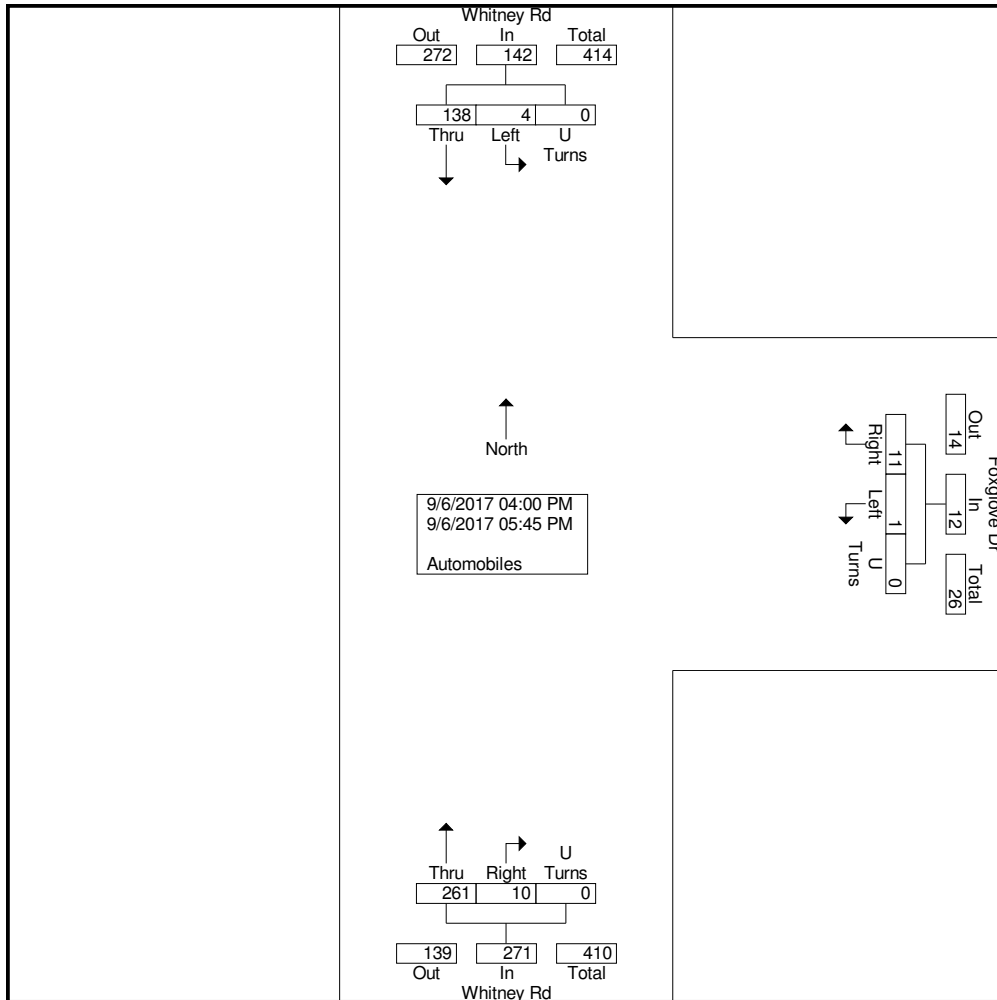 Whitney Rd
Out In Total
272 142 414
138 4 0
Thru Left U
Turns
North
9/6/2017 04:00 PM
9/6/2017 05:45 PM
Automobiles
Foxglove Dr
Out In Total
14 12 26
11 1 0
Right Left U
Turns
U
Thru Right Turns
261 10 0
139 271 410
Out In Total
Whitney Rd